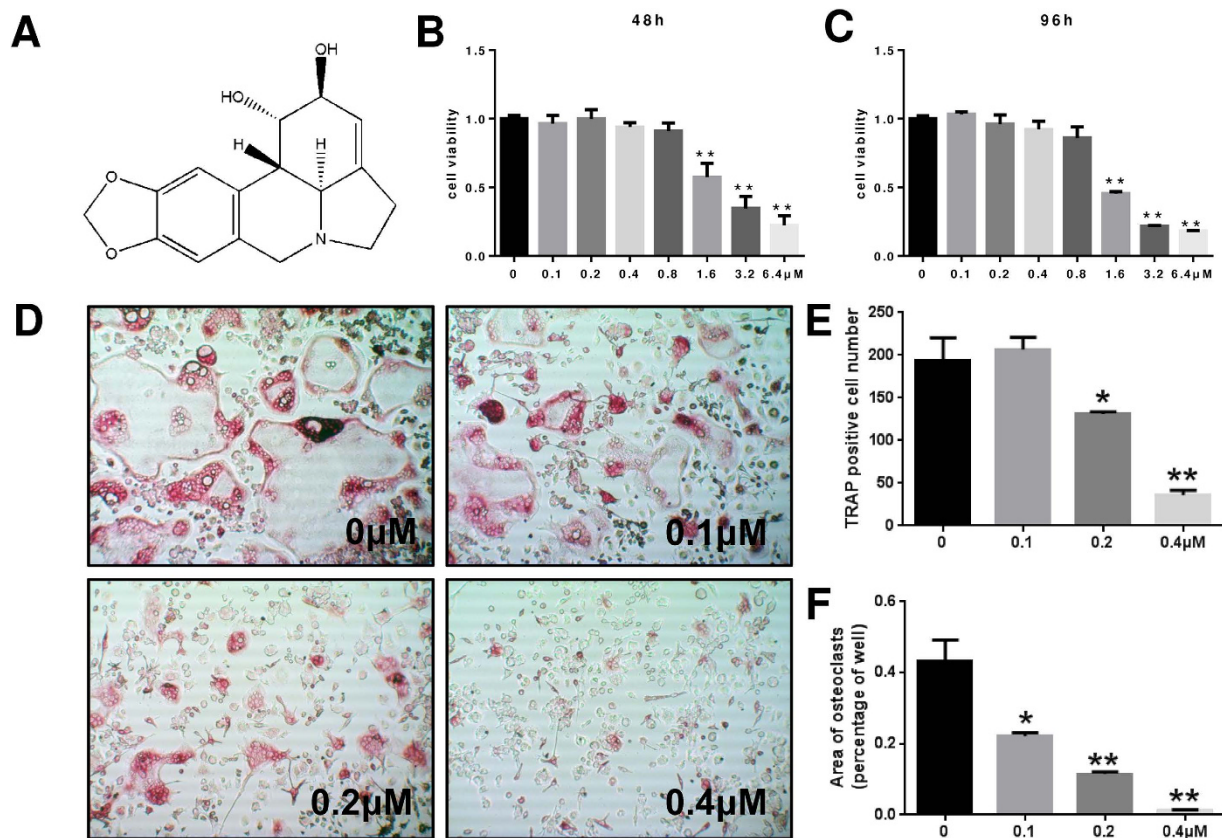 A
OH
HO
H
H
O
O
N
B
48h
cell viability
1.5
1.0
0.5
0.0
**
**
**
0 0.1 0.2 0.4 0.8 1.6 3.2 6.4μM
C
96h
cell viability
1.5
1.0
0.5
0.0
**
**
**
0 0.1 0.2 0.4 0.8 1.6 3.2 6.4μM
D
0μM
0.1μM
0.2μM
0.4μM
E
TRAP positive cell number
250
200
150
100
50
0
*
**
0 0.1 0.2 0.4μM
F
Area of osteoclasts
(percentage of well)
0.6
0.4
0.2
0.0
*
**
**
0 0.1 0.2 0.4μM